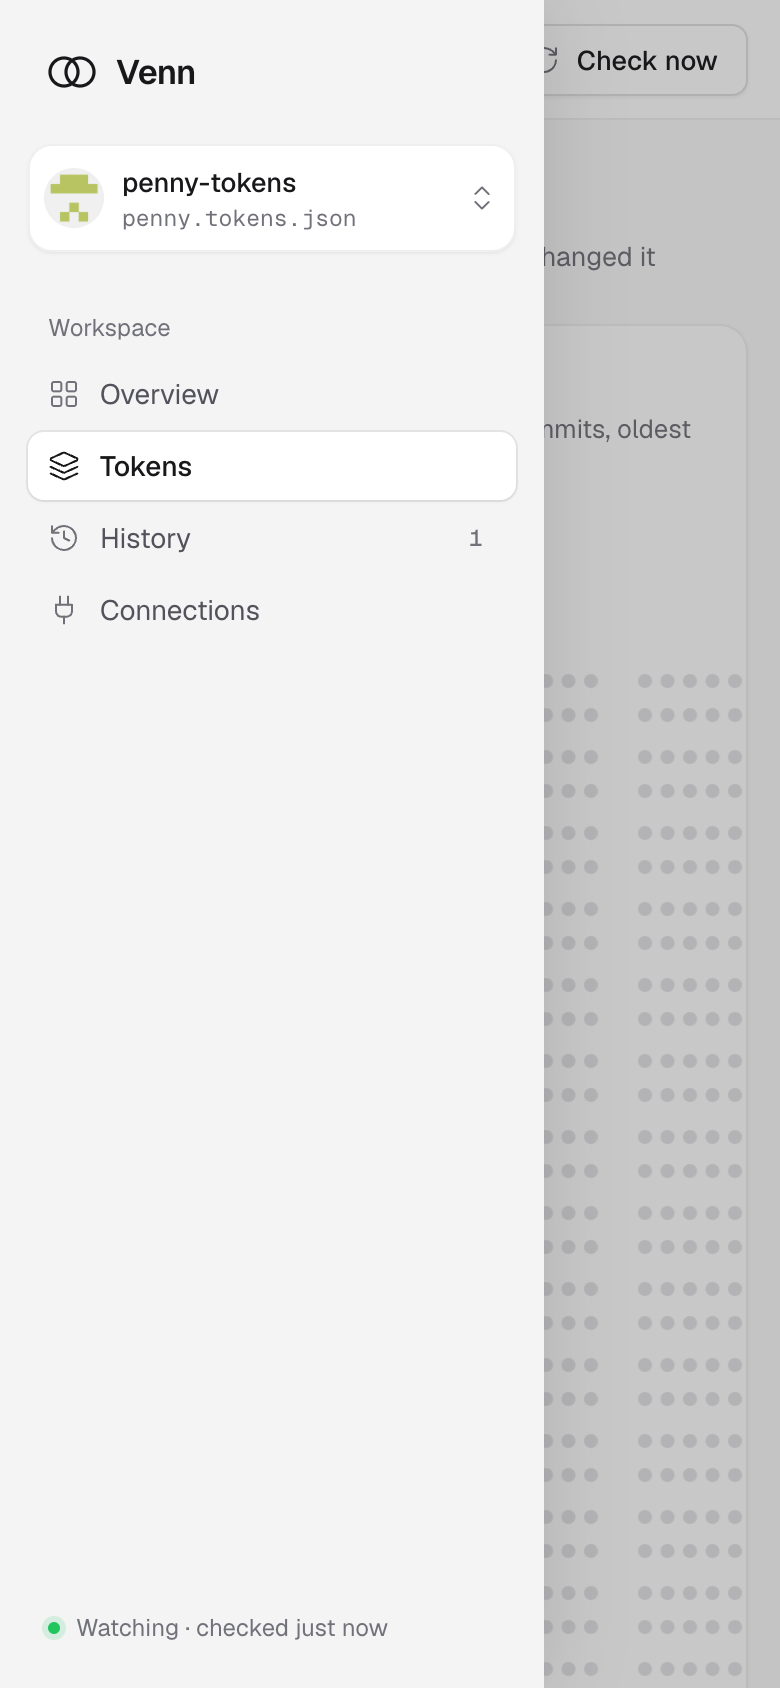 Venn
Check now
penny-tokens
penny.tokens.json
hanged it
Workspace
Overview
mmits, oldest
Tokens
History 1
Connections
Watching · checked just now